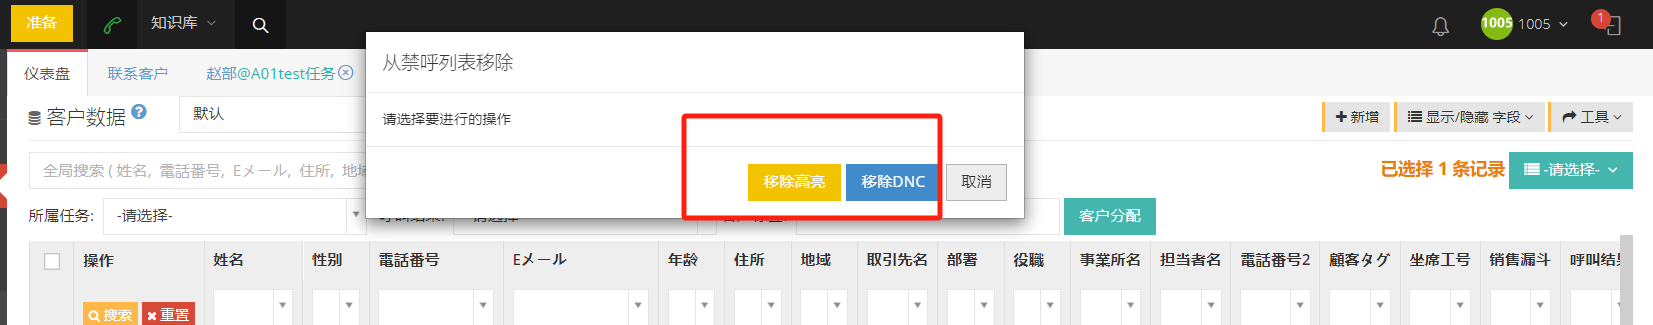 准备
知识库
1005 1005
1
仪表盘 联系客户 赵部@A01test任务
从禁呼列表移除
客户数据 默认
请选择要进行的操作
新增 显示/隐藏 字段 工具
全局搜索 ( 姓名, 電話番号, Eメール, 住所,
移除高亮 移除DNC 取消
已选择 1 条记录 -请选择-
所属任务: -请选择-
客户分配
操作 姓名 性别 電話番号 Eメール 年龄 住所 地域 取引先名 部署 役職 事業所名 担当者名 電話番号2 顧客タグ 坐席工号 销售漏斗 呼叫结
搜索 重置